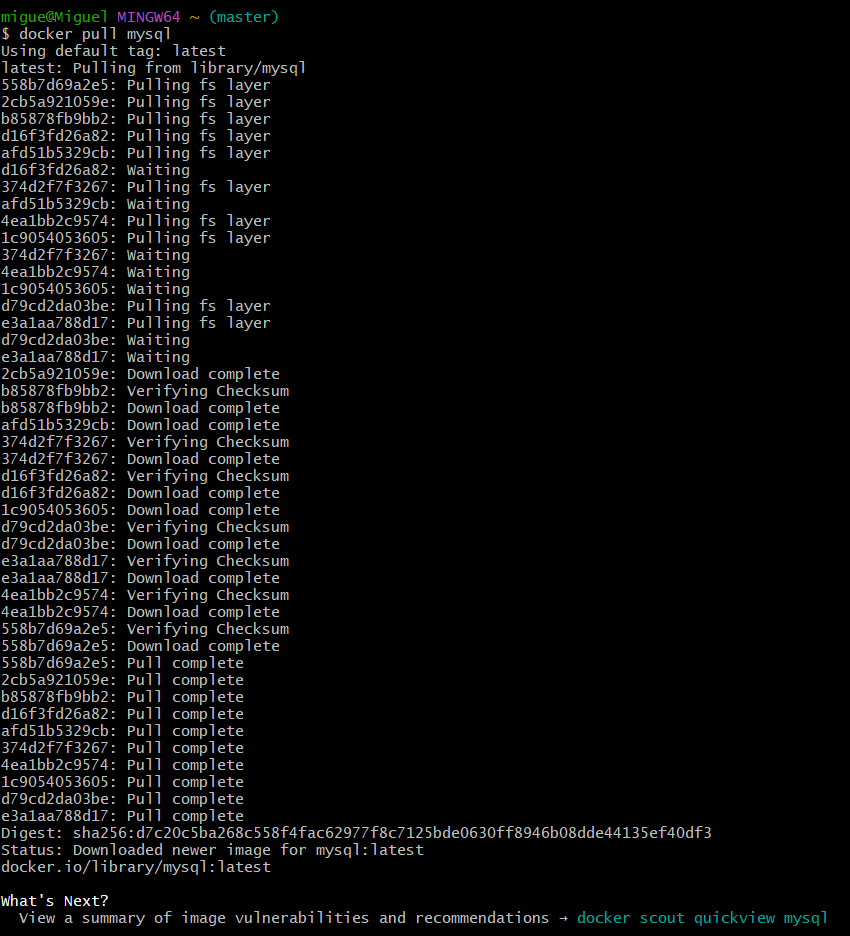 migue@Miguel MINGW64 ~ (master)
$ docker pull mysql
Using default tag: latest
latest: Pulling from library/mysql
558b7d69a2e5: Pulling fs layer
2cb5a921059e: Pulling fs layer
b85878fb9bb2: Pulling fs layer
d16f3fd26a82: Pulling fs layer
afd51b5329cb: Pulling fs layer
d16f3fd26a82: Waiting
374d2f7f3267: Pulling fs layer
afd51b5329cb: Waiting
4ea1bb2c9574: Pulling fs layer
1c9054053605: Pulling fs layer
374d2f7f3267: Waiting
4ea1bb2c9574: Waiting
1c9054053605: Waiting
d79cd2da03be: Pulling fs layer
e3a1aa788d17: Pulling fs layer
d79cd2da03be: Waiting
e3a1aa788d17: Waiting
2cb5a921059e: Download complete
b85878fb9bb2: Verifying Checksum
b85878fb9bb2: Download complete
afd51b5329cb: Download complete
374d2f7f3267: Verifying Checksum
374d2f7f3267: Download complete
d16f3fd26a82: Verifying Checksum
d16f3fd26a82: Download complete
1c9054053605: Download complete
d79cd2da03be: Verifying Checksum
d79cd2da03be: Download complete
e3a1aa788d17: Verifying Checksum
e3a1aa788d17: Download complete
4ea1bb2c9574: Verifying Checksum
4ea1bb2c9574: Download complete
558b7d69a2e5: Verifying Checksum
558b7d69a2e5: Download complete
558b7d69a2e5: Pull complete
2cb5a921059e: Pull complete
b85878fb9bb2: Pull complete
d16f3fd26a82: Pull complete
afd51b5329cb: Pull complete
374d2f7f3267: Pull complete
4ea1bb2c9574: Pull complete
1c9054053605: Pull complete
d79cd2da03be: Pull complete
e3a1aa788d17: Pull complete
Digest: sha256:d7c20c5ba268c558f4fac62977f8c7125bde0630ff8946b08dde44135ef40df3
Status: Downloaded newer image for mysql:latest
docker.io/library/mysql:latest
What's Next?
View a summary of image vulnerabilities and recommendations → docker scout quickview mysql